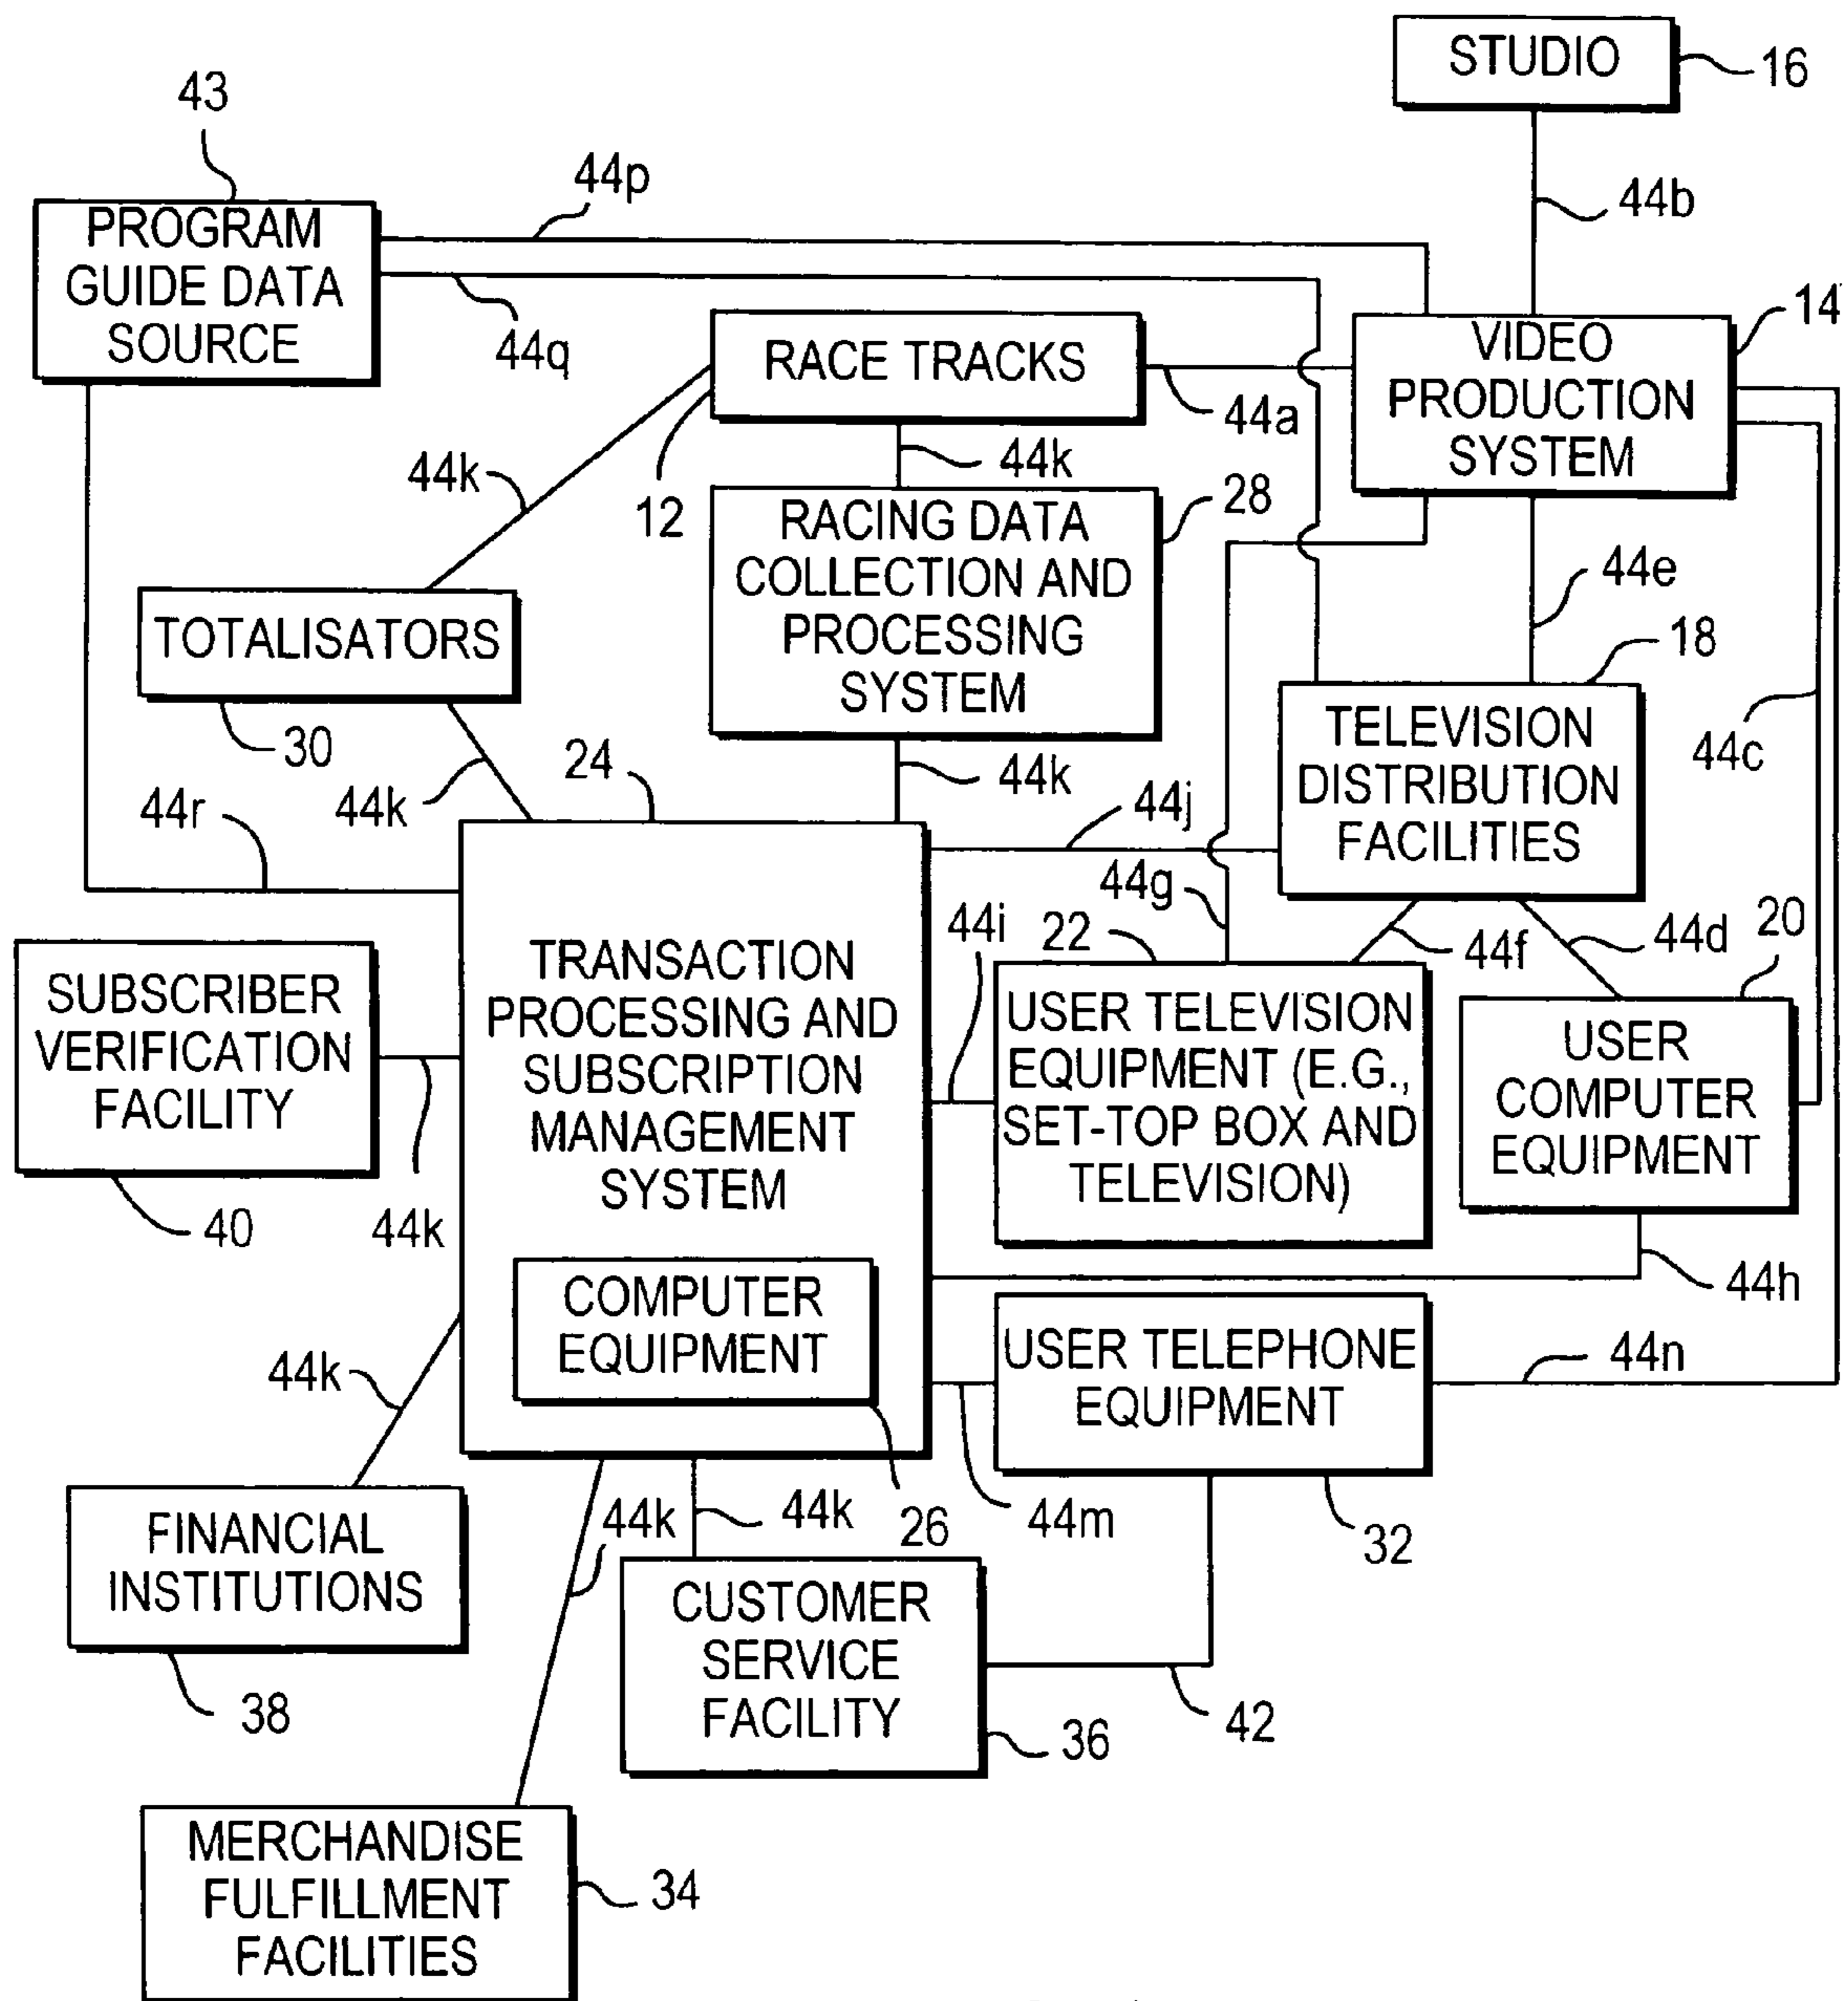 STUDIO
16
43
44p
44b
PROGRAM
GUIDE DATA
SOURCE
44q
RACE TRACKS
44a
VIDEO
PRODUCTION
SYSTEM
14
44k
44k
12
RACING DATA
COLLECTION AND
PROCESSING
SYSTEM
28
44e
18
TOTALISATORS
30
44k
24
44k
44j
TELEVISION
DISTRIBUTION
FACILITIES
44c
44r
44g
44i
22
44f
44d
20
SUBSCRIBER
VERIFICATION
FACILITY
40
44k
TRANSACTION
PROCESSING AND
SUBSCRIPTION
MANAGEMENT
SYSTEM
USER TELEVISION
EQUIPMENT (E.G.,
SET-TOP BOX AND
TELEVISION)
USER
COMPUTER
EQUIPMENT
44h
COMPUTER
EQUIPMENT
26
USER TELEPHONE
EQUIPMENT
44n
44k
44m
32
FINANCIAL
INSTITUTIONS
38
44k
44k
CUSTOMER
SERVICE
FACILITY
36
42
MERCHANDISE
FULFILLMENT
FACILITIES
34